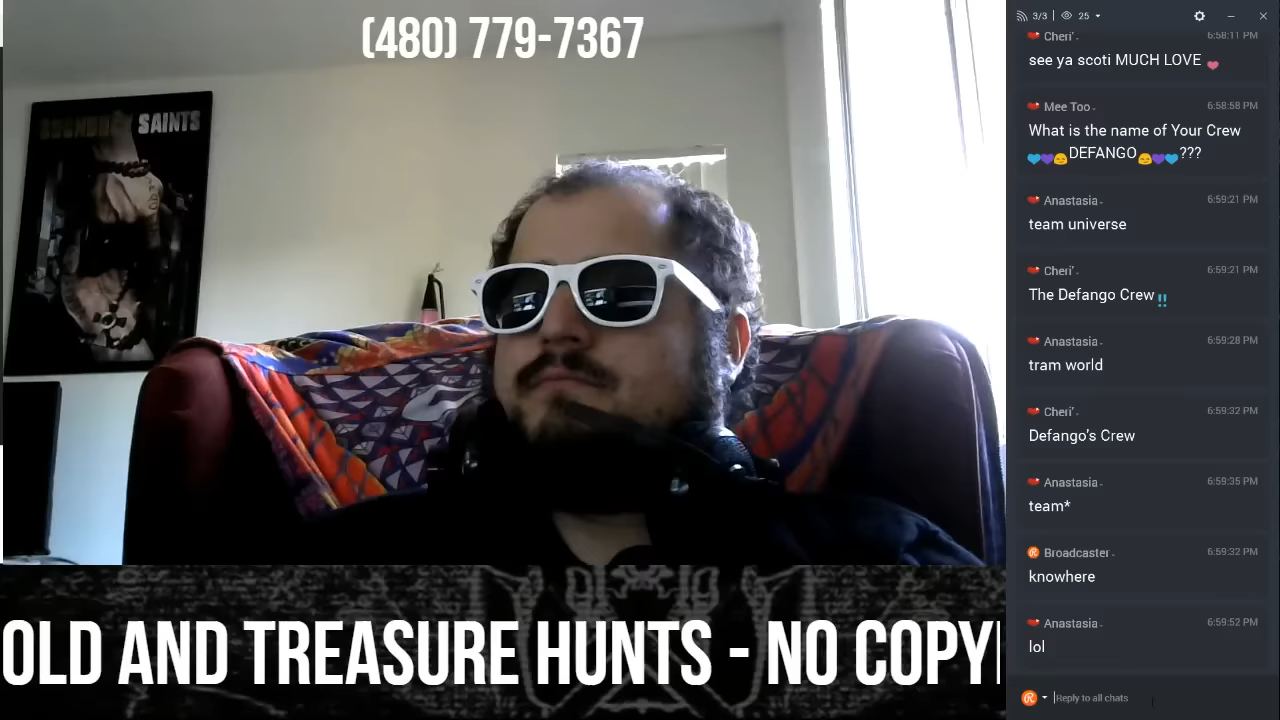 (480) 779-7367
BOONDOCK SAINTS
OLD AND TREASURE HUNTS - NO COPY
3/3 25
Cheri' 6:58:11 PM
see ya scoti MUCH LOVE
Mee Too 6:58:58 PM
What is the name of Your Crew
DEFANGO ???
Anastasia 6:59:21 PM
team universe
Cheri' 6:59:21 PM
The Defango Crew‼
Anastasia 6:59:28 PM
tram world
Cheri' 6:59:32 PM
Defango's Crew
Anastasia 6:59:35 PM
team*
Broadcaster 6:59:32 PM
knowhere
Anastasia 6:59:52 PM
lol
Reply to all chats